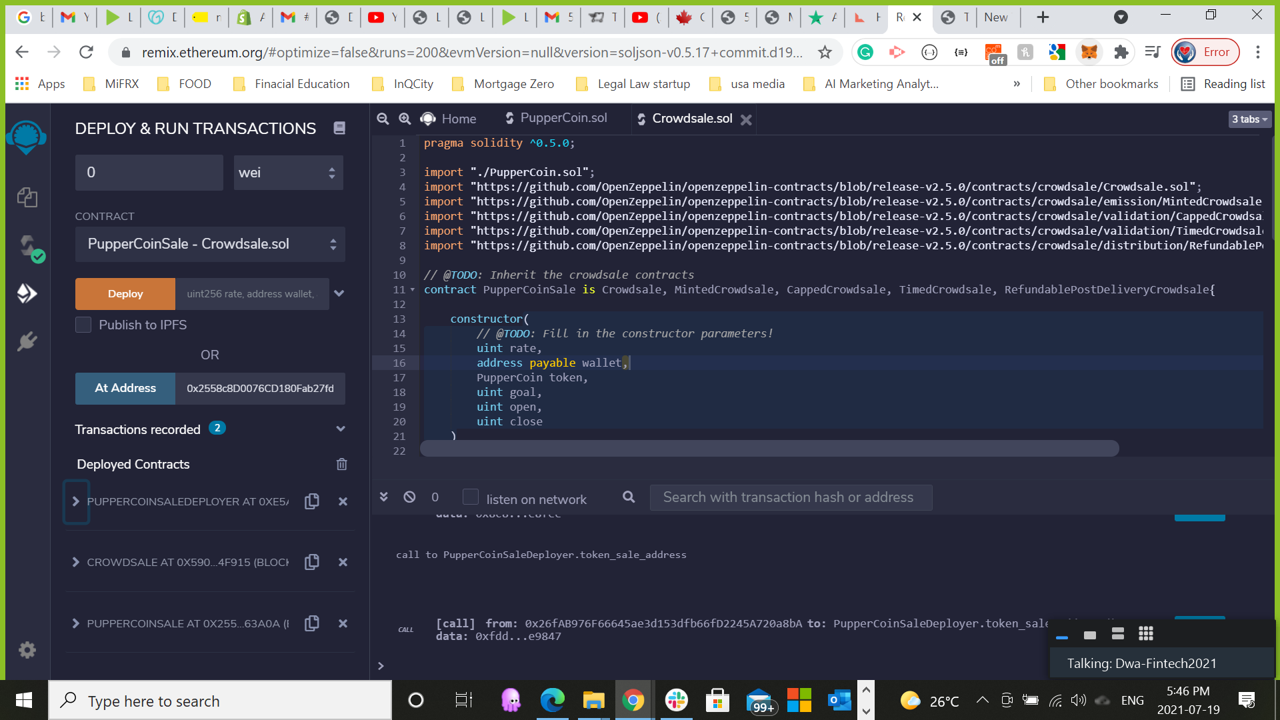 New
Error
remix.ethereum.org/#optimize=false&runs=200&evmVersion=null&version=soljson-v0.5.17+commit.d19...
off
Apps
MiFRX
FOOD
Finacial Education
InQCity
Mortgage Zero
Legal Law startup
usa media
AI Marketing Analyt...
»
Other bookmarks
Reading list
DEPLOY & RUN TRANSACTIONS
0
wei
CONTRACT
PupperCoinSale - Crowdsale.sol
Deploy
uint256 rate, address wallet,
Publish to IPFS
OR
At Address
0x2558c8D0076CD180Fab27fd
Transactions recorded 2
Deployed Contracts
PUPPERCOINSALEDEPLOYER AT 0XE5A
CROWDSALE AT 0X590...4F915 (BLOCK
PUPPERCOINSALE AT 0X255...63A0A (
Home
PupperCoin.sol
Crowdsale.sol
3 tabs
1 pragma solidity ^0.5.0;
2
3 import "./PupperCoin.sol";
4 import "https://github.com/OpenZeppelin/openzeppelin-contracts/blob/release-v2.5.0/contracts/crowdsale/Crowdsale.sol";
5 import "https://github.com/OpenZeppelin/openzeppelin-contracts/blob/release-v2.5.0/contracts/crowdsale/emission/MintedCrowdsale
6 import "https://github.com/OpenZeppelin/openzeppelin-contracts/blob/release-v2.5.0/contracts/crowdsale/validation/CappedCrowdsa
7 import "https://github.com/OpenZeppelin/openzeppelin-contracts/blob/release-v2.5.0/contracts/crowdsale/validation/TimedCrowdsa
8 import "https://github.com/OpenZeppelin/openzeppelin-contracts/blob/release-v2.5.0/contracts/crowdsale/distribution/RefundablePo
9
10 // @TODO: Inherit the crowdsale contracts
11 contract PupperCoinSale is Crowdsale, MintedCrowdsale, CappedCrowdsale, TimedCrowdsale, RefundablePostDeliveryCrowdsale{
12
13 constructor(
14 // @TODO: Fill in the constructor parameters!
15 uint rate,
16 address payable wallet,
17 PupperCoin token,
18 uint goal,
19 uint open,
20 uint close
21 )
22
0
listen on network
Search with transaction hash or address
call to PupperCoinSaleDeployer.token_sale_address
CALL
[call] from: 0x26fAB976F66645ae3d153dfb66fD2245A720a8bA to: PupperCoinSaleDeployer.token_sale
data: 0xfdd...e9847
>
Talking: Dwa-Fintech2021
Type here to search
99+
26°C
ENG
5:46 PM
2021-07-19